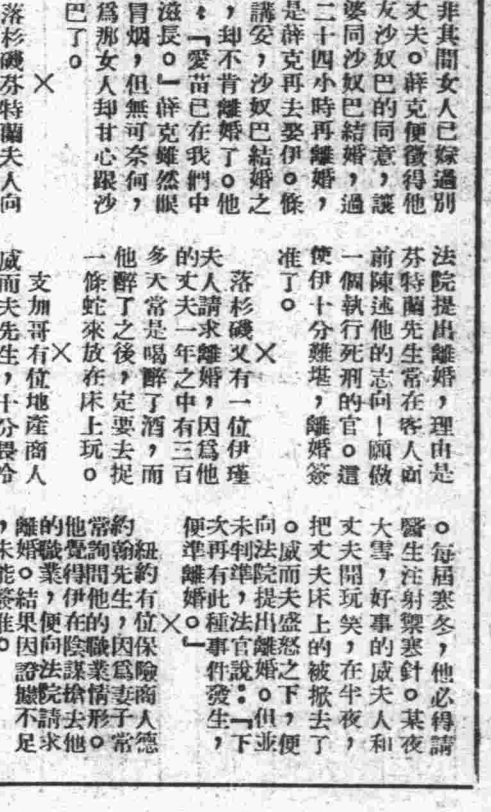 非其間女人已嫁過別
丈夫。薛克便徵得他
友沙奴巴的同意，讓
婆同沙奴巴結婚，過
二十四小時再離婚，
是薛克再去娶伊。條
講妥，沙奴巴結婚之
，却不肯離婚了。他
：『愛苗已在我們中
滋長。』薛克雖然眼
冒烟，但無可奈何，
爲那女人却甘心跟沙
巴了。
×
落杉磯芬特蘭夫人向
法院提出離婚，理由是
芬特蘭先生常在客人面
前陳述他的志向！願做
一個執行死刑的官。這
使伊十分難堪，離婚簽
准了。
×
落杉磯又有一位伊瑾
夫人請求離婚，因爲他
的丈夫一年之中有三百
多天常是喝醉了酒，而
他醉了之後，定要去捉
一條蛇來放在床上玩。
×
支加哥有位地產商人
威而夫先生，十分畏冷
。每屆寒冬，他必得請
醫生注射禦寒針。某夜
大雪，好事的威夫人和
丈夫開玩笑，在半夜，
把丈夫床上的被掀去了
。威而夫盛怒之下，便
向法院提出離婚。但並
未制準，法官說：『下
次再有此種事件發生，
便準離婚。』
×
紐約有位保險商人德
約翰先生，因爲妻子常
常詢問他的職業情形。
他覺得伊在陰謀搶去他
的職業，便向法院請求
離婚。結果因證據不足
，未能簽准。